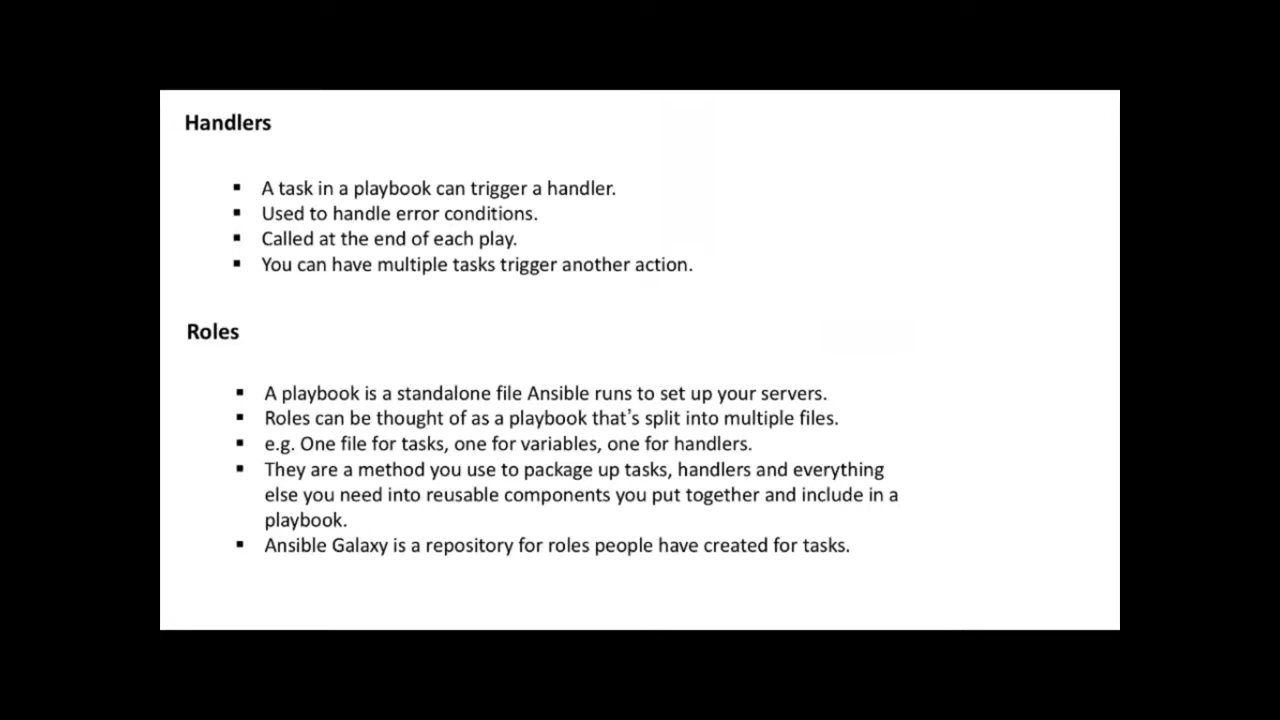 Handlers
▪ A task in a playbook can trigger a handler.
▪ Used to handle error conditions.
▪ Called at the end of each play.
▪ You can have multiple tasks trigger another action.
Roles
▪ A playbook is a standalone file Ansible runs to set up your servers.
▪ Roles can be thought of as a playbook that’s split into multiple files.
▪ e.g. One file for tasks, one for variables, one for handlers.
▪ They are a method you use to package up tasks, handlers and everything
else you need into reusable components you put together and include in a
playbook.
▪ Ansible Galaxy is a repository for roles people have created for tasks.